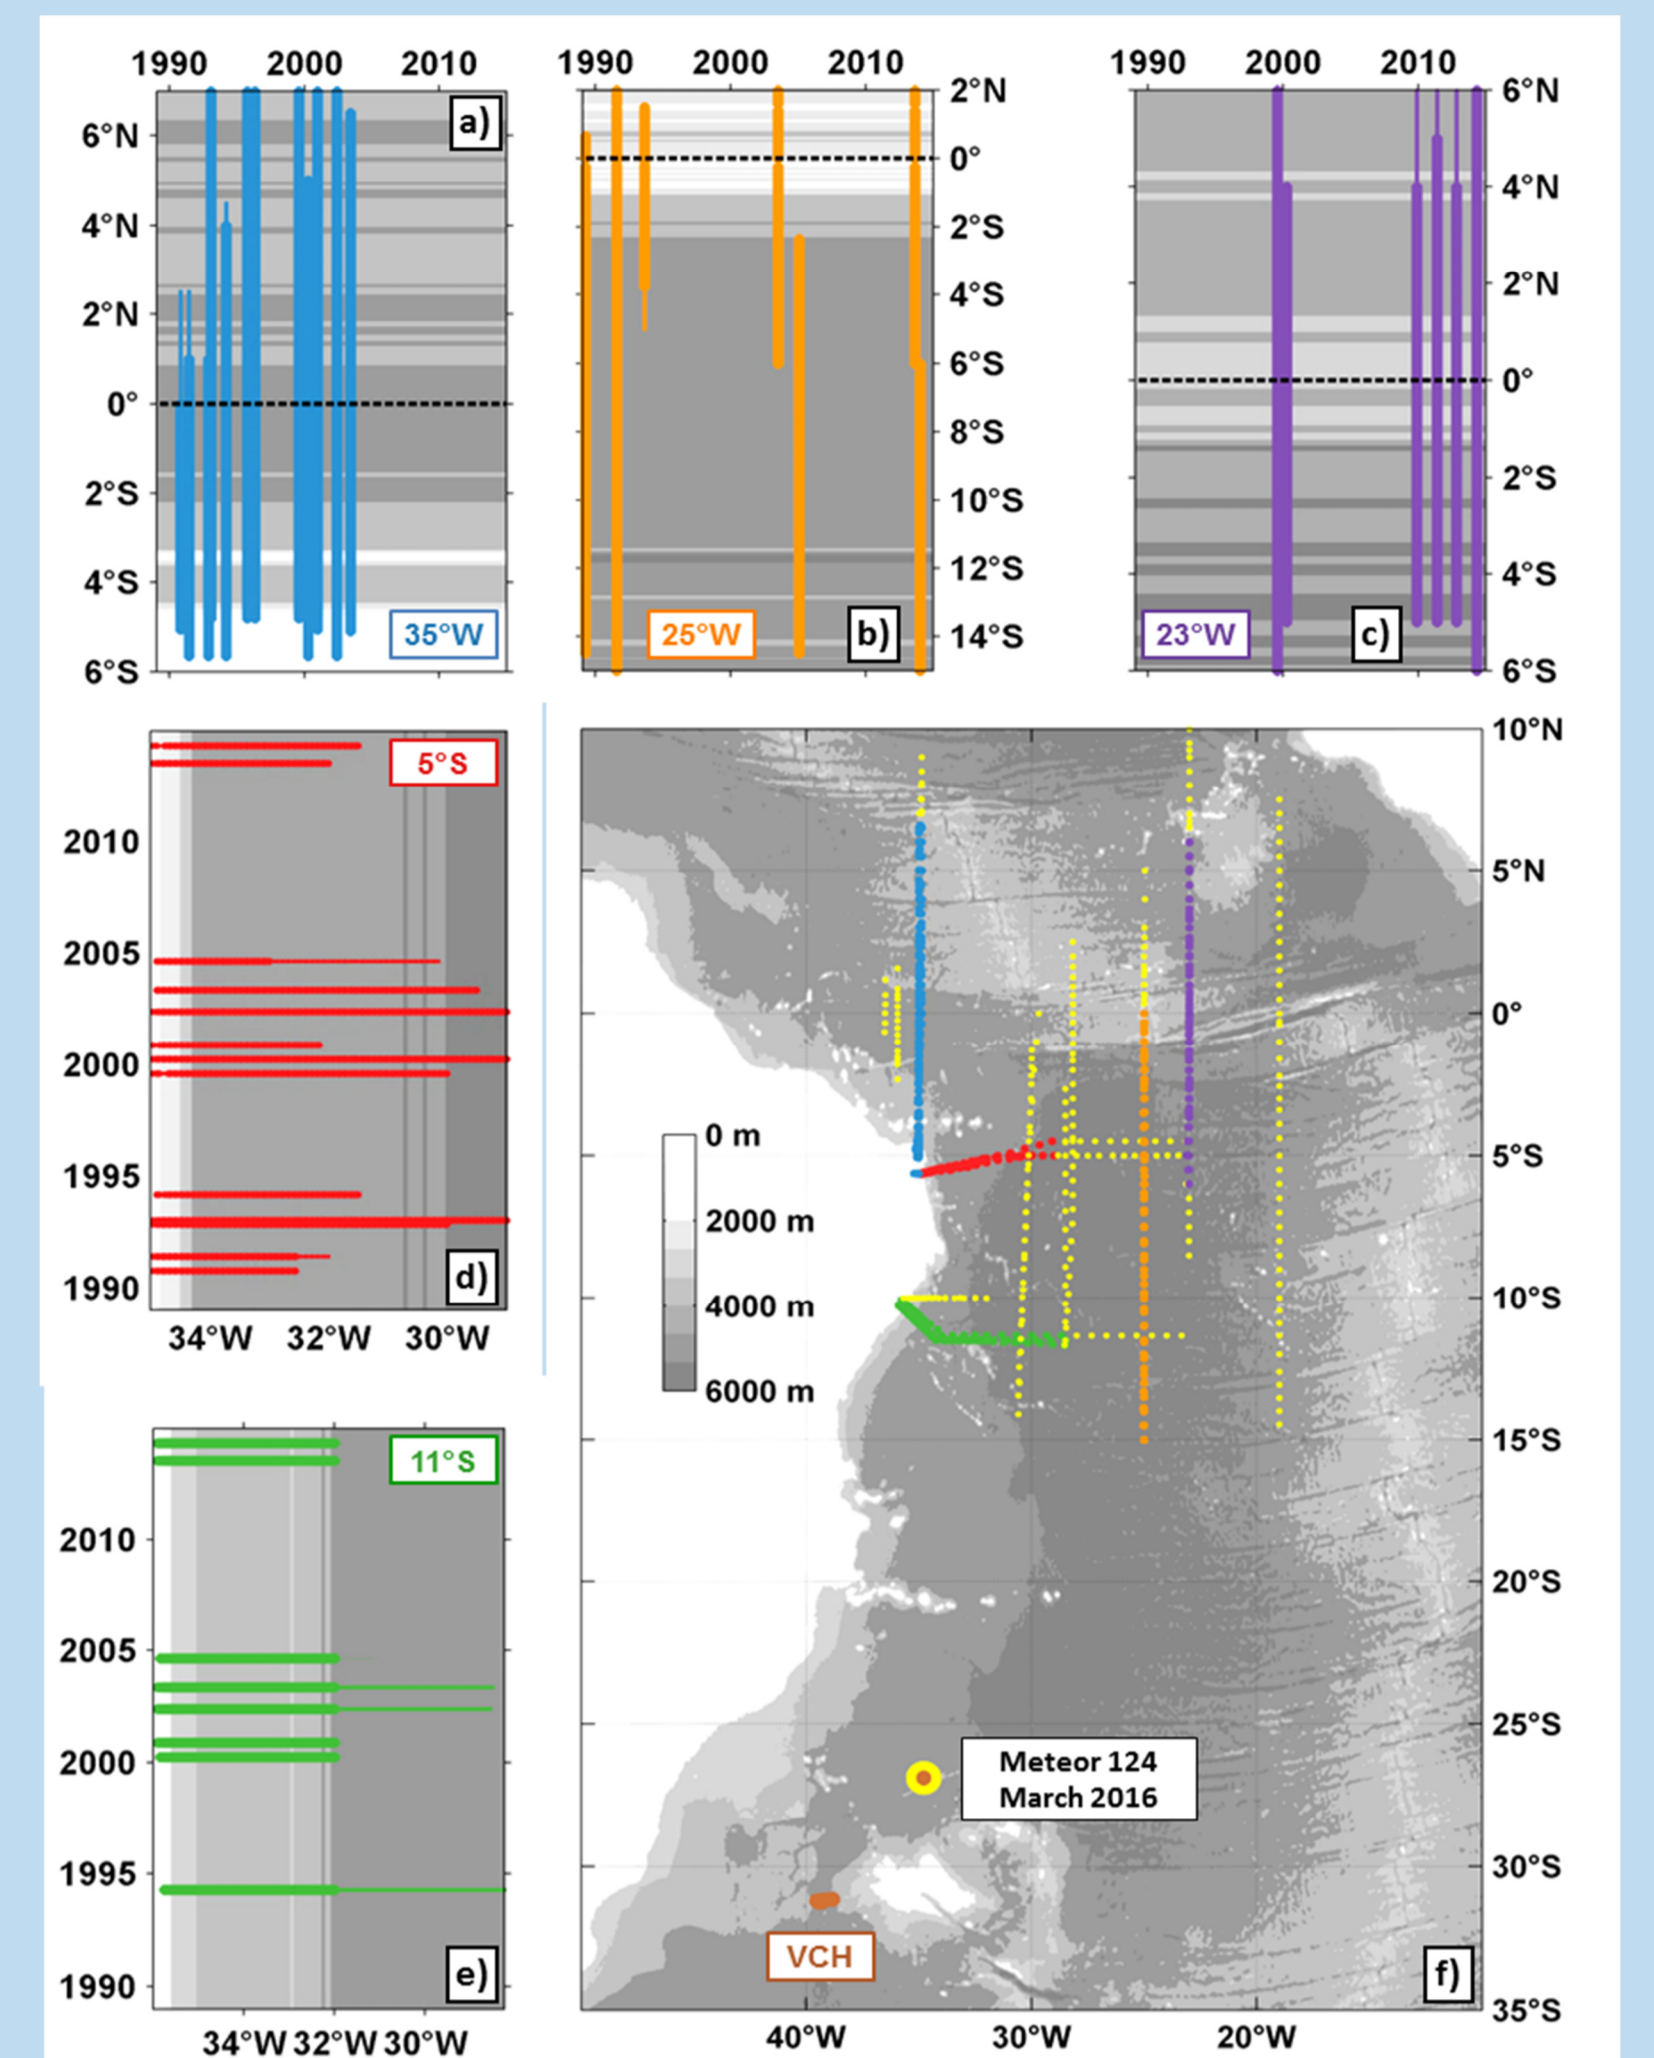 1990 2000 2010
a)
6°N
4°N
2°N
0°
2°S
4°S
6°S
35°W
1990 2000 2010
2°N
0°
2°S
4°S
6°S
8°S
10°S
12°S
14°S
25°W
b)
1990 2000 2010
6°N
4°N
2°N
0°
2°S
4°S
6°S
23°W
c)
5°S
2010
2005
2000
1995
1990
d)
34°W 32°W 30°W
11°S
2010
2005
2000
1995
1990
e)
34°W 32°W 30°W
10°N
5°N
0°
5°S
10°S
15°S
20°S
25°S
30°S
35°S
0 m
2000 m
4000 m
6000 m
Meteor 124
March 2016
VCH
f)
40°W 30°W 20°W